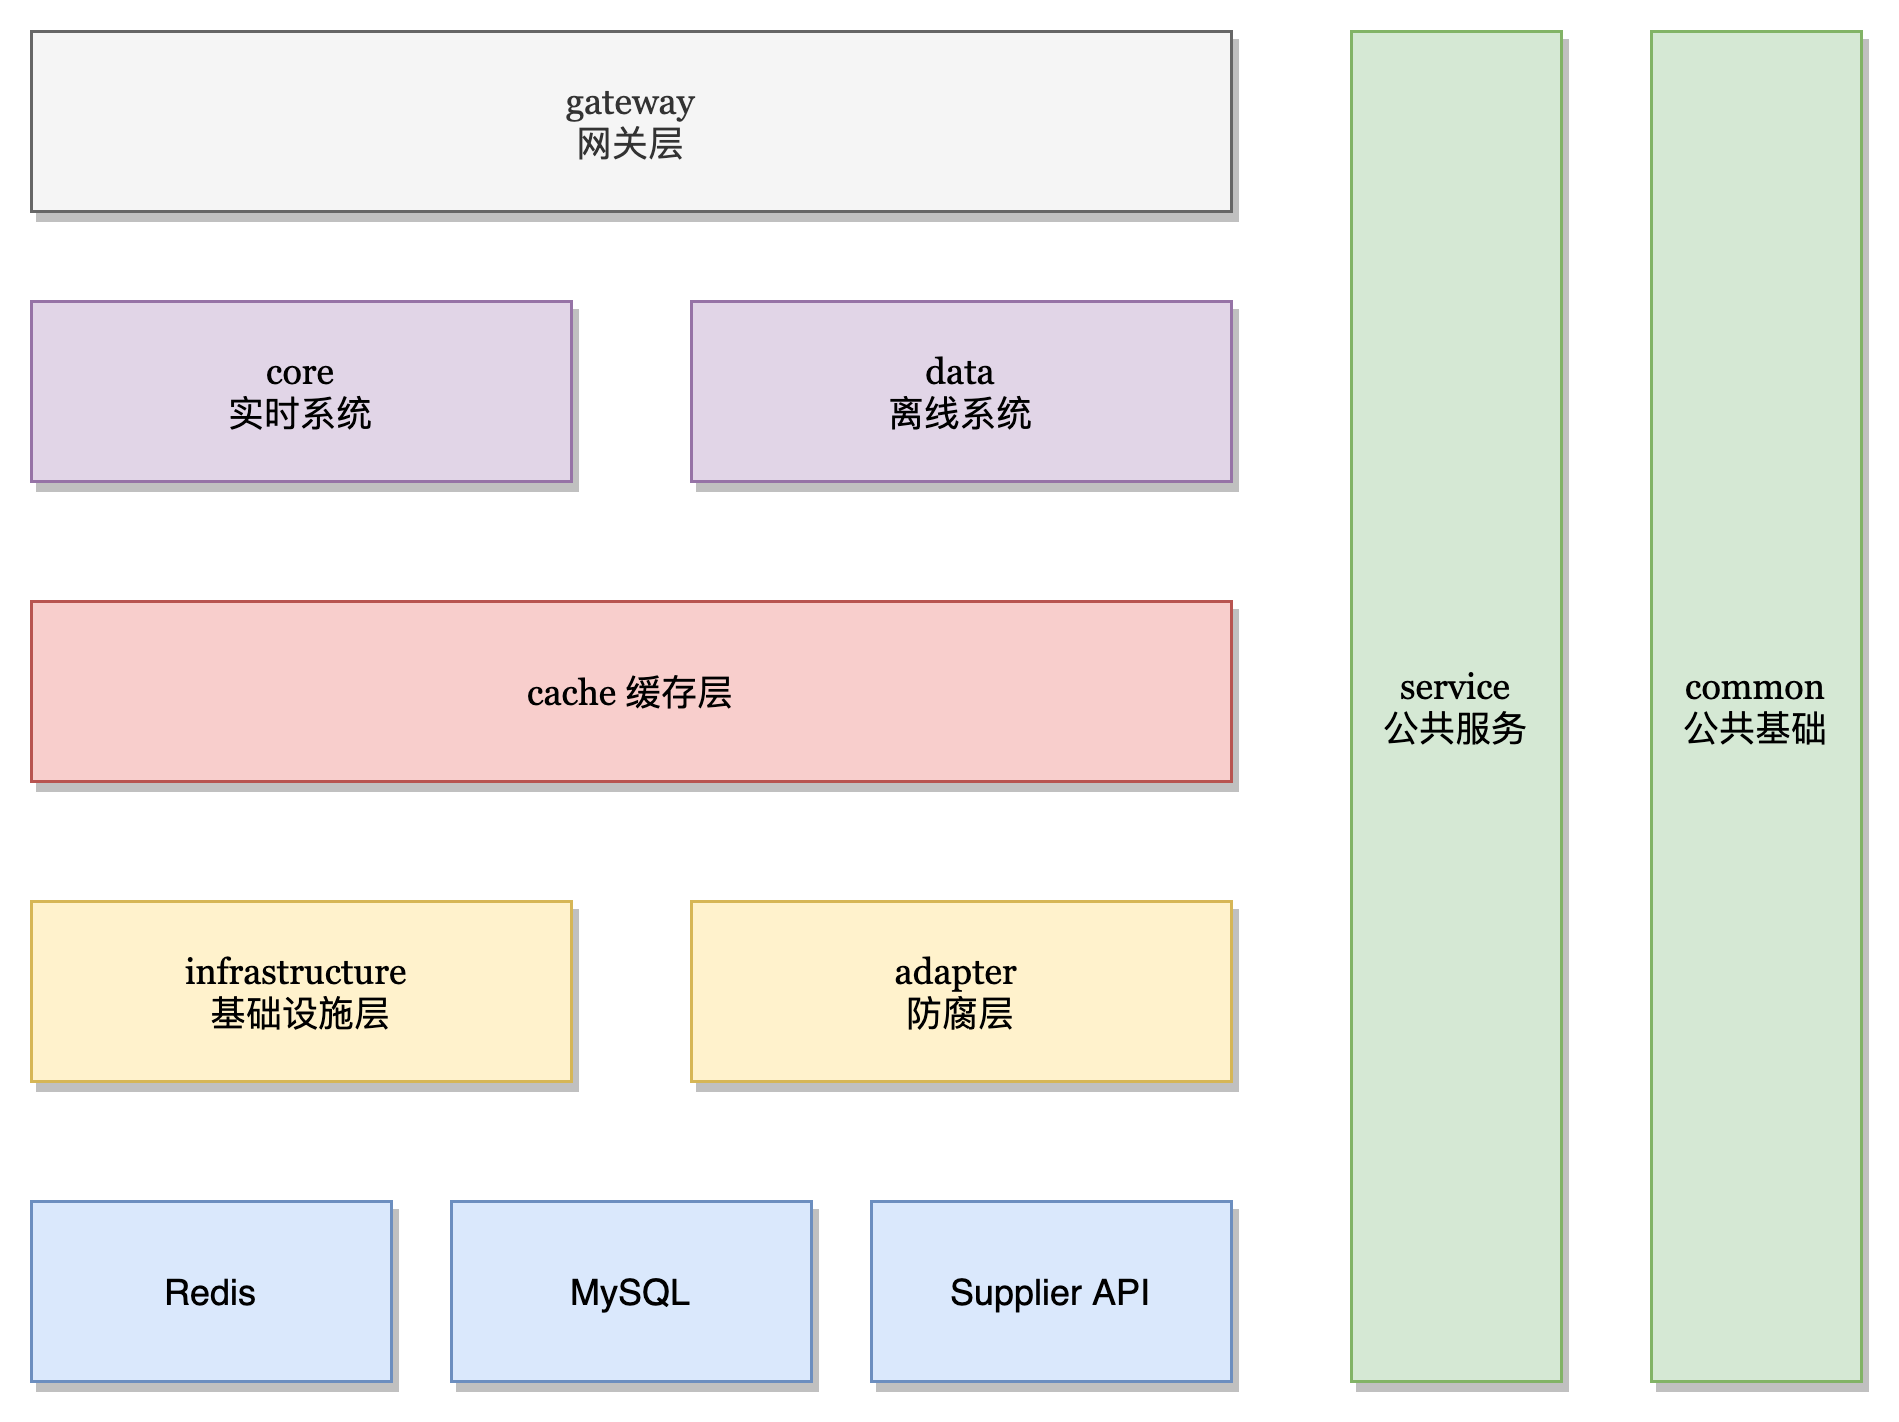 gateway
网关层
core
实时系统
data
离线系统
cache 缓存层
service
公共服务
common
公共基础
infrastructure
基础设施层
adapter
防腐层
Redis
MySQL
Supplier API